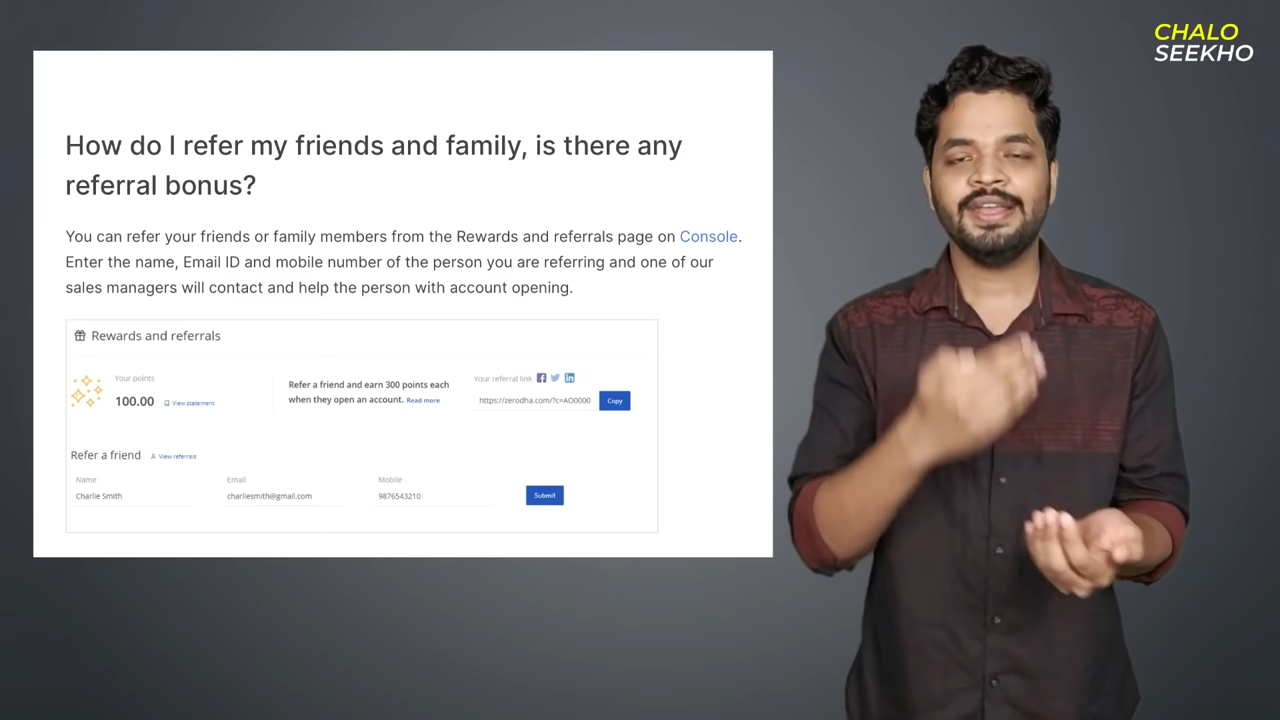 CHALO
SEEKHO
How do I refer my friends and family, is there any
referral bonus?
You can refer your friends or family members from the Rewards and referrals page on Console.
Enter the name, Email ID and mobile number of the person you are referring and one of our
sales managers will contact and help the person with account opening.
Rewards and referrals
Your points
100.00 View statement
Refer a friend and earn 300 points each
when they open an account. Read more
Your referral link
https://zerodha.com/?c=AO0000 Copy
Refer a friend View referrals
Name Email Mobile
Charlie Smith charliesmith@gmail.com 9876543210 Submit